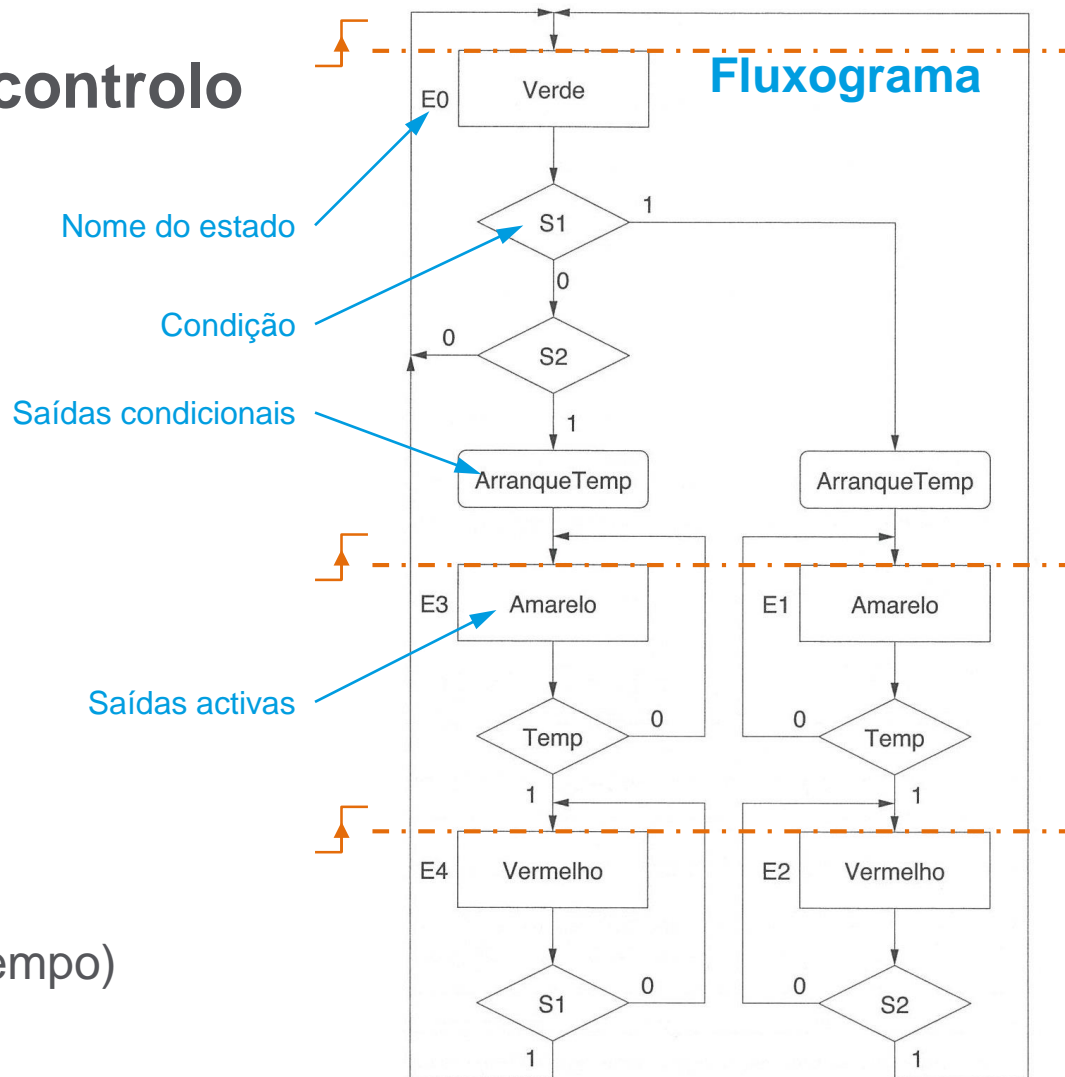 controlo
Fluxograma
Verde
E0
Nome do estado
1
S1
0
Condição
0
S2
Saídas condicionais
1
ArranqueTemp
ArranqueTemp
E3
Amarelo
E1
Amarelo
Saídas activas
0
0
Temp
Temp
1
1
E4
Vermelho
E2
Vermelho
empo)
0
0
S1
S2
1
1